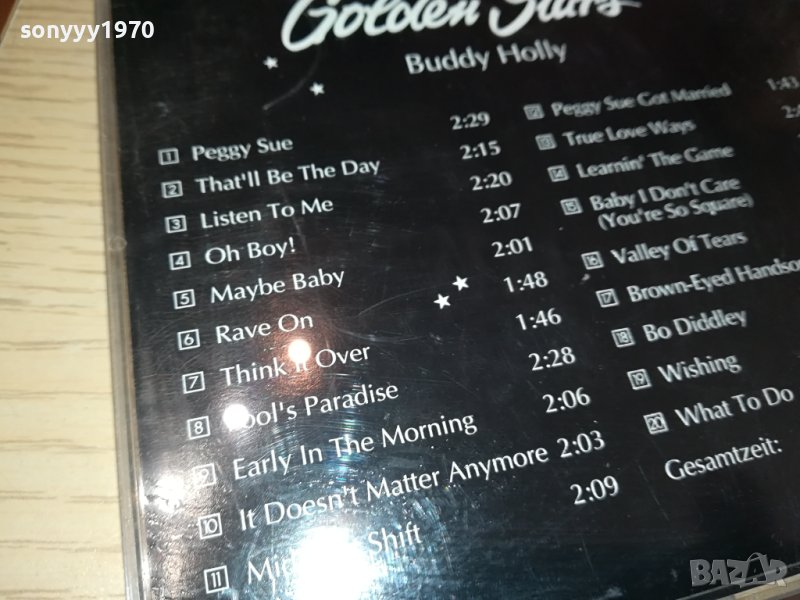 sonyyy1970
Golden Stars
Buddy Holly
1 Peggy Sue 2:29
2 That'll Be The Day 2:15
3 Listen To Me 2:20
4 Oh Boy! 2:07
5 Maybe Baby 2:01
6 Rave On 1:48
7 Think It Over 1:46
8 Fool's Paradise 2:28
9 Early In The Morning 2:06
10 It Doesn't Matter Anymore 2:03
11 Shift 2:09
12 Peggy Sue Got Married 1:43
13 True Love Ways
14 Learnin' The Game
15 Baby I Don't Care
(You're So Square)
16 Valley Of Tears
17 Brown-Eyed Handsom
18 Bo Diddley
19 Wishing
20 What To Do
Gesamtzeit:
BAZAR